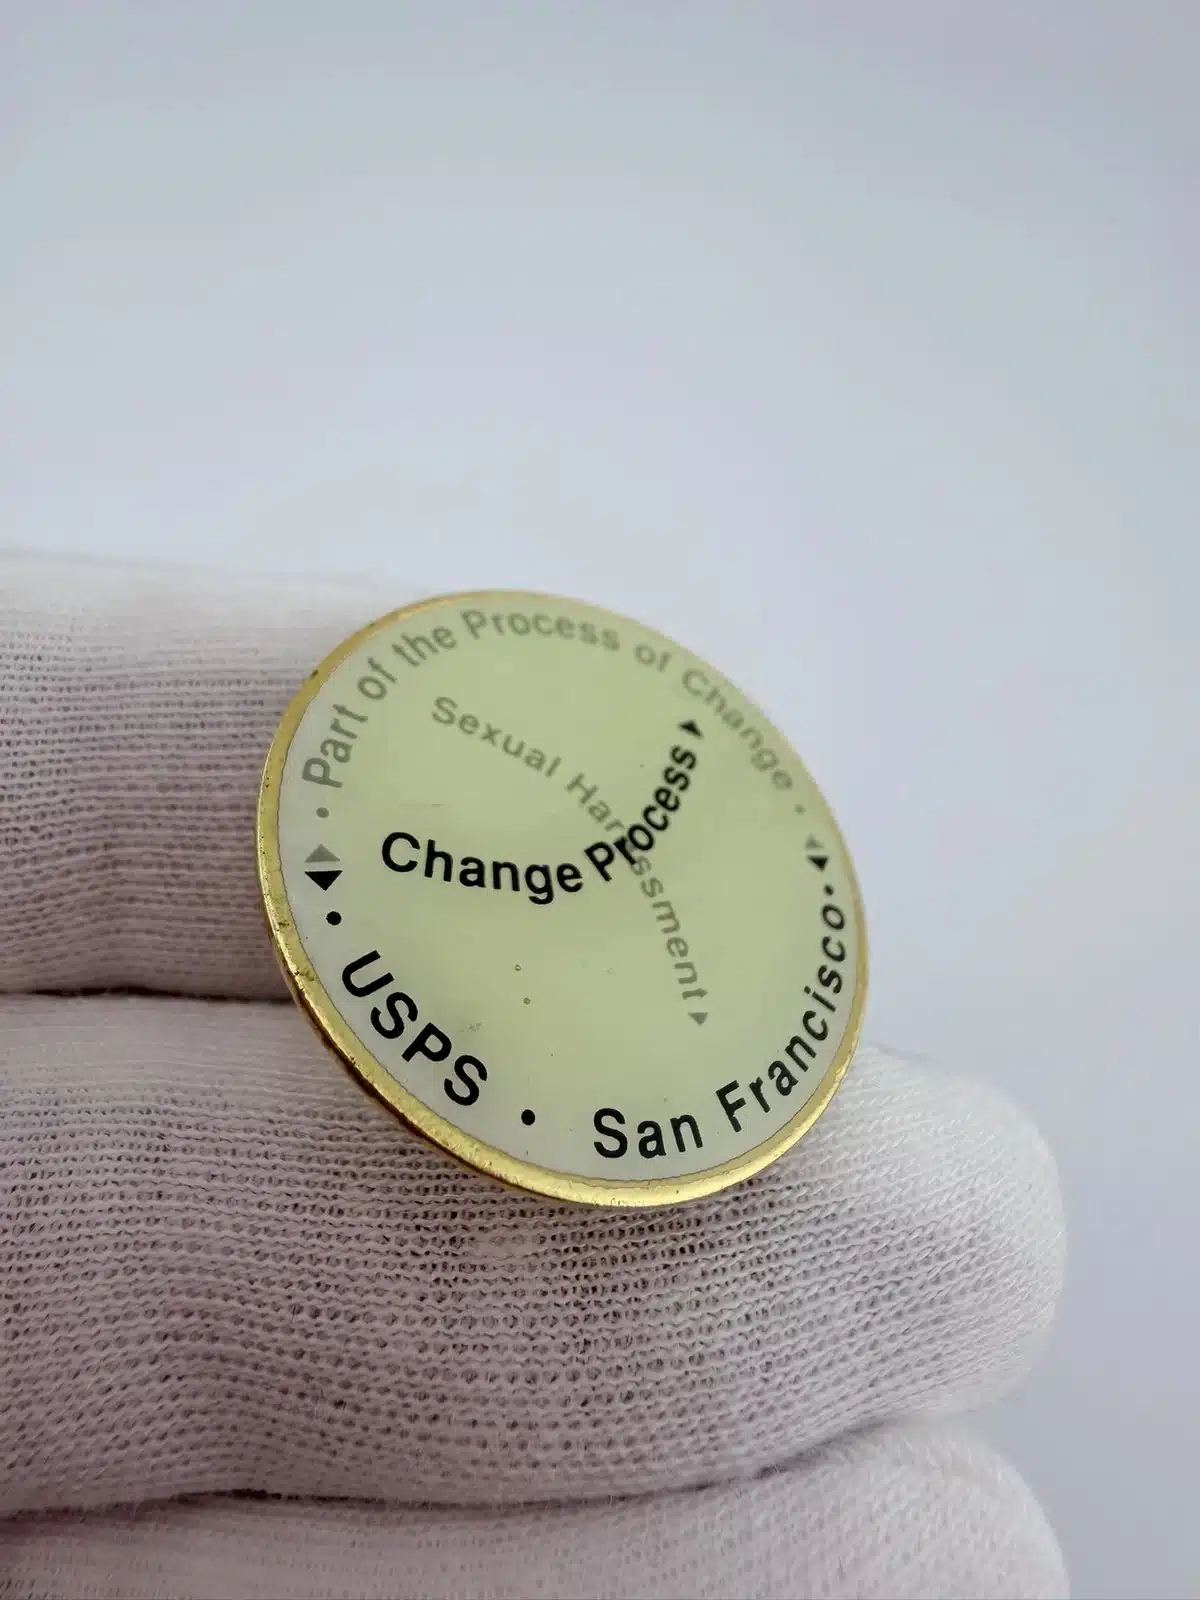 • Part of the Process of Change •
Sexual Harassment
Change Process
• USPS • San Francisco •